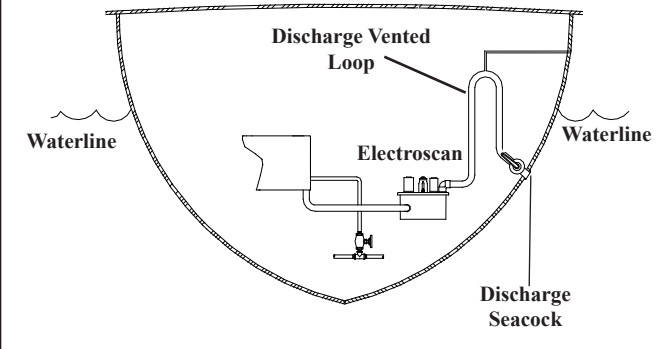 Discharge Vented
Loop
Waterline
Electroscan
Waterline
Discharge
Seacock